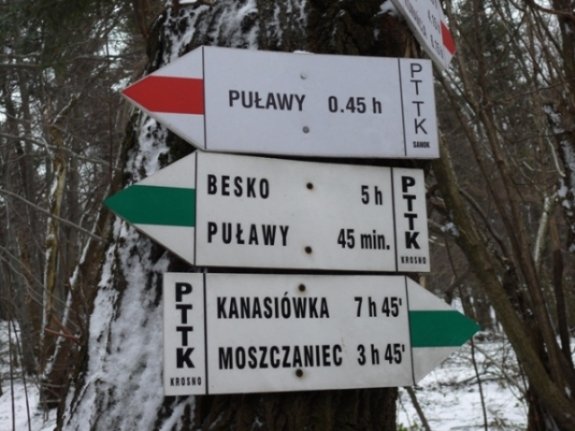 PUŁAWY 0.45 h
PTTK
SANOK
BESKO 5 h
PUŁAWY 45 min.
PTTK
KROSNO
PTTK
KROSNO
KANASIÓWKA 7 h 45'
MOSZCZANIEC 3 h 45'